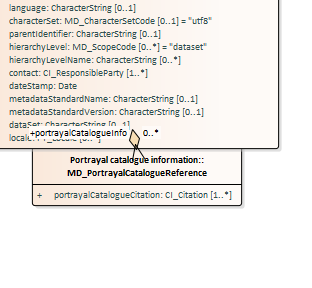 language: CharacterString [0..1]
characterSet: MD_CharacterSetCode [0..1] = "utf8"
parentIdentifier: CharacterString [0..1]
hierarchyLevel: MD_ScopeCode [0..*] = "dataset"
hierarchyLevelName: CharacterString [0..*]
contact: CI_ResponsibleParty [1..*]
dateStamp: Date
metadataStandardName: CharacterString [0..1]
metadataStandardVersion: CharacterString [0..1]
dataSet: CharacterString [0..1]
+portrayalCatalogueInfo 0..*
[0..*]
Portrayal catalogue information::
MD_PortrayalCatalogueReference
+ portrayalCatalogueCitation: CI_Citation [1..*]